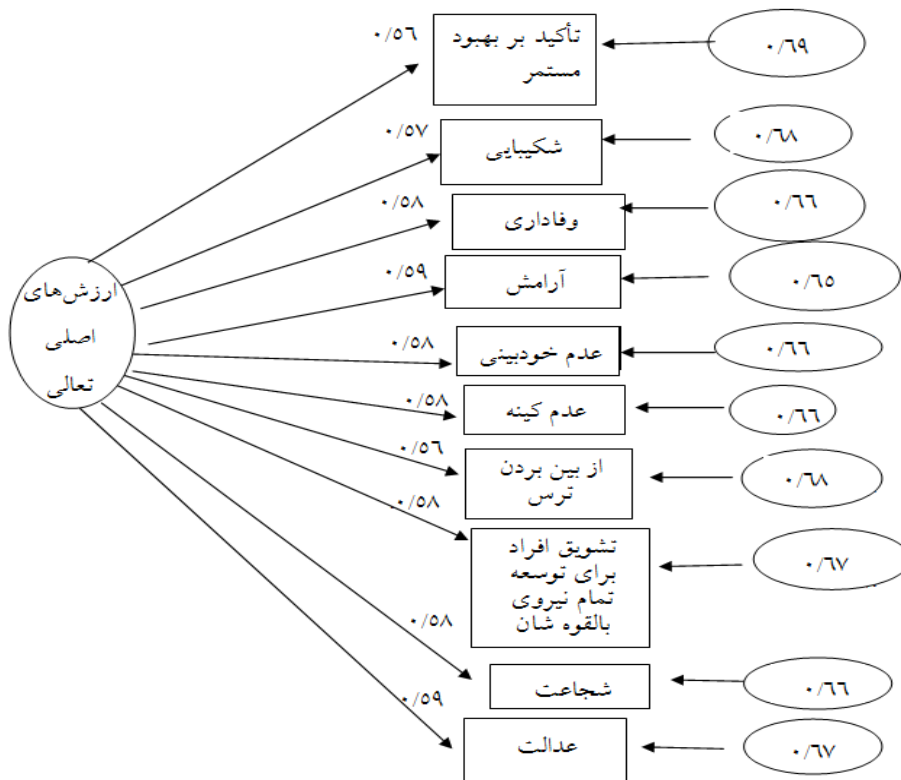 ۰/۵۶
تأکید بر بهبود
مستمر
۰/۶۹
۰/۵۷
شکیبایی
۰/۶۸
۰/۵۸
وفاداری
۰/۶۶
ارزش‌های
اصلی
تعالی
۰/۵۹
آرامش
۰/۶۵
۰/۵۸
عدم خودبینی
۰/۶۶
۰/۵۸
عدم کینه
۰/۶۶
۰/۵۶
از بین بردن
ترس
۰/۶۸
۰/۵۸
تشویق افراد
برای توسعه
تمام نیروی
بالقوه شان
۰/۶۷
۰/۵۸
شجاعت
۰/۶۶
۰/۵۹
عدالت
۰/۶۷